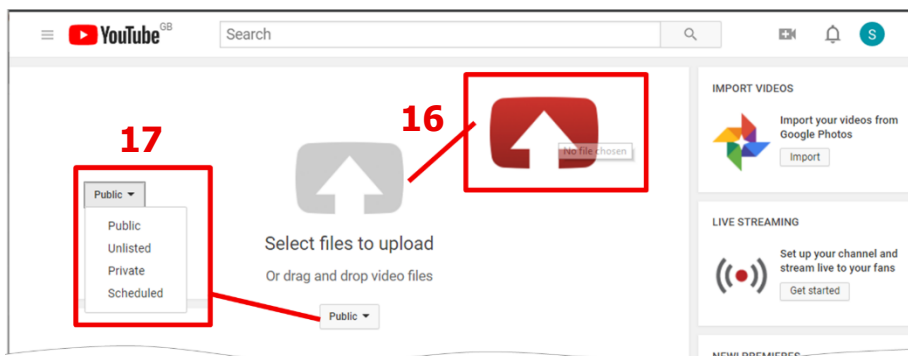 YouTube GB
Search
S
16
No file chosen
17
Public
Public
Unlisted
Private
Scheduled
Select files to upload
Or drag and drop video files
Public
IMPORT VIDEOS
Import your videos from
Google Photos
Import
LIVE STREAMING
Set up your channel and
stream live to your fans
Get started
NEW! PREMIERES